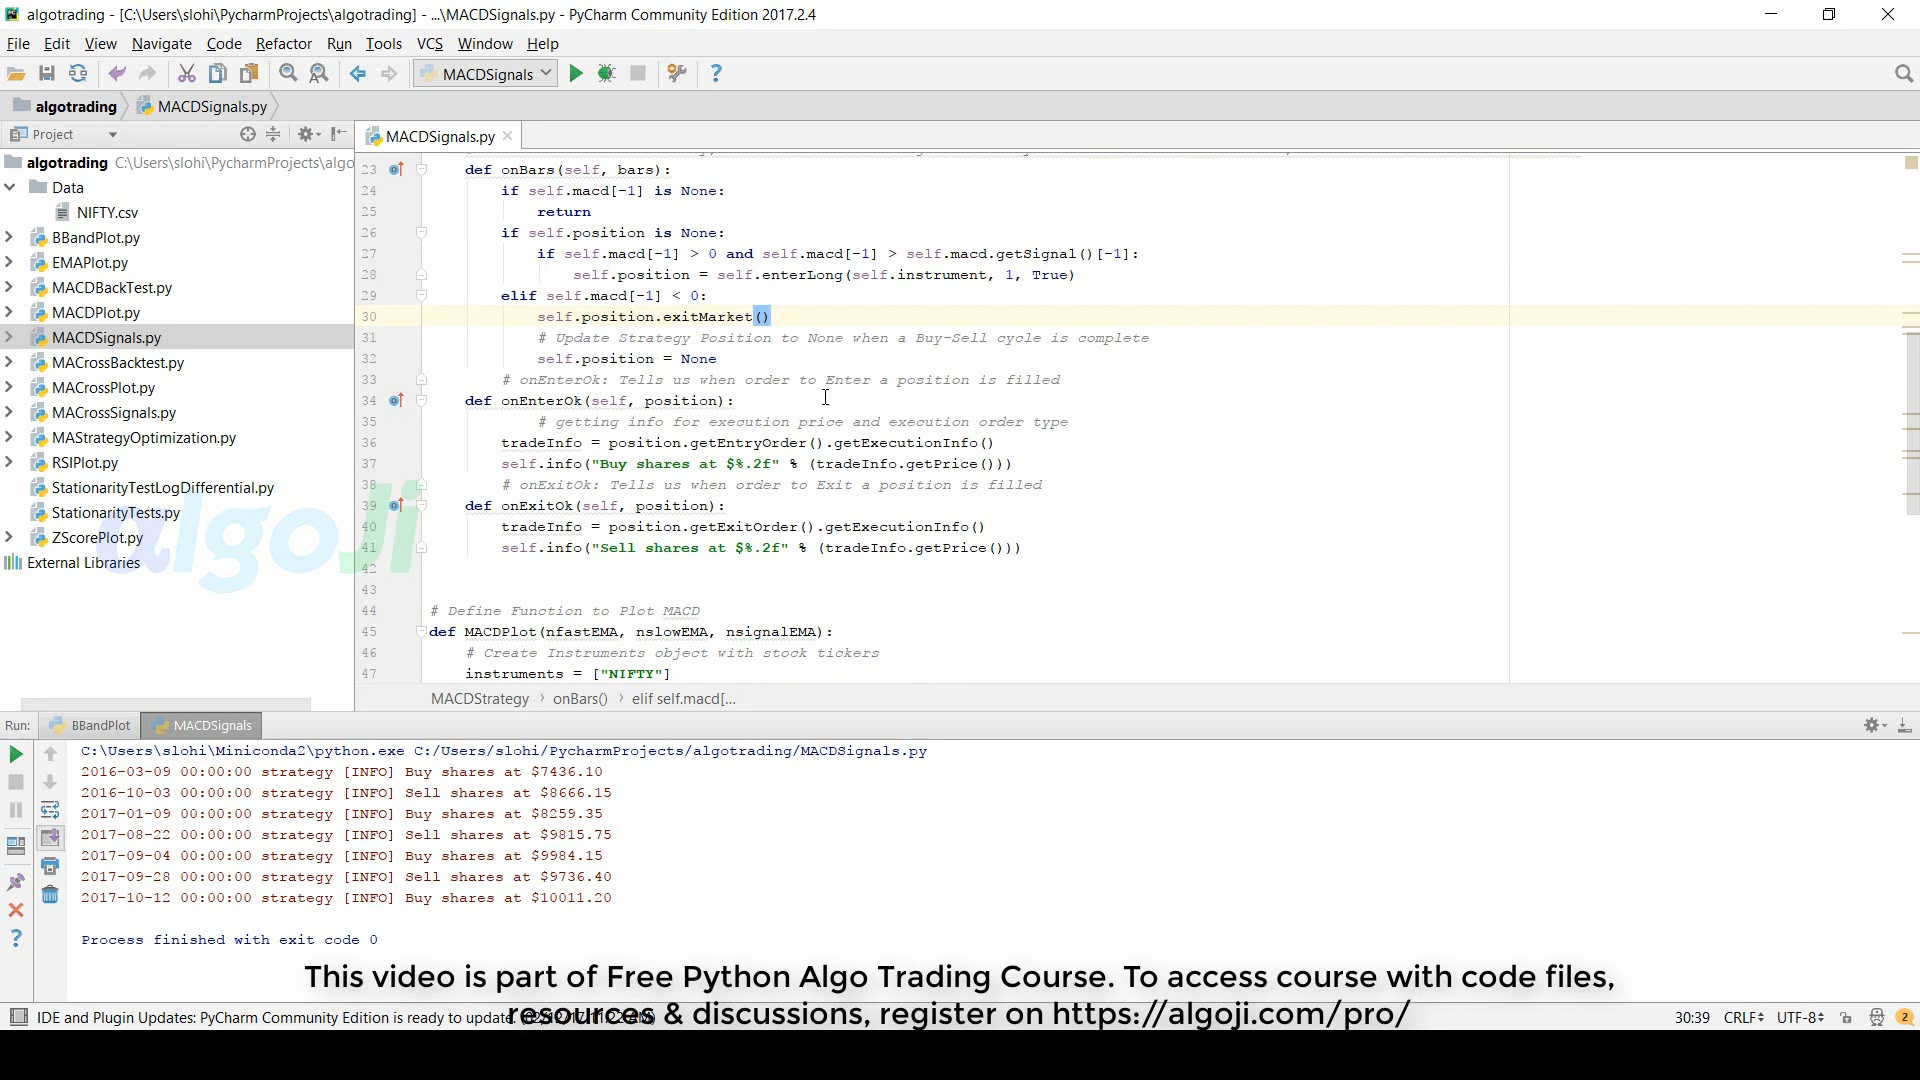 algotrading - [C:\Users\slohi\PycharmProjects\algotrading] - ...\MACDSignals.py - PyCharm Community Edition 2017.2.4
File Edit View Navigate Code Refactor Run Tools VCS Window Help
MACDSignals
algotrading MACDSignals.py
Project
MACDSignals.py
algotrading C:\Users\slohi\PycharmProjects\algo
Data
NIFTY.csv
BBandPlot.py
EMAPlot.py
MACDBackTest.py
MACDPlot.py
MACDSignals.py
MACrossBacktest.py
MACrossPlot.py
MACrossSignals.py
MAStrategyOptimization.py
RSIPlot.py
StationarityTestLogDifferential.py
StationarityTests.py
ZScorePlot.py
External Libraries
algoJi
23 def onBars(self, bars):
24 if self.macd[-1] is None:
25 return
26 if self.position is None:
27 if self.macd[-1] > 0 and self.macd[-1] > self.macd.getSignal()[-1]:
28 self.position = self.enterLong(self.instrument, 1, True)
29 elif self.macd[-1] < 0:
30 self.position.exitMarket()
31 # Update Strategy Position to None when a Buy-Sell cycle is complete
32 self.position = None
33 # onEnterOk: Tells us when order to Enter a position is filled
34 def onEnterOk(self, position):
35 # getting info for execution price and execution order type
36 tradeInfo = position.getEntryOrder().getExecutionInfo()
37 self.info("Buy shares at $%.2f" % (tradeInfo.getPrice()))
38 # onExitOk: Tells us when order to Exit a position is filled
39 def onExitOk(self, position):
40 tradeInfo = position.getExitOrder().getExecutionInfo()
41 self.info("Sell shares at $%.2f" % (tradeInfo.getPrice()))
42
43
44 # Define Function to Plot MACD
45 def MACDPlot(nfastEMA, nslowEMA, nsignalEMA):
46 # Create Instruments object with stock tickers
47 instruments = ["NIFTY"]
MACDStrategy › onBars() › elif self.macd[...
Run: BBandPlot MACDSignals
C:\Users\slohi\Miniconda2\python.exe C:/Users/slohi/PycharmProjects/algotrading/MACDSignals.py
2016-03-09 00:00:00 strategy [INFO] Buy shares at $7436.10
2016-10-03 00:00:00 strategy [INFO] Sell shares at $8666.15
2017-01-09 00:00:00 strategy [INFO] Buy shares at $8259.35
2017-08-22 00:00:00 strategy [INFO] Sell shares at $9815.75
2017-09-04 00:00:00 strategy [INFO] Buy shares at $9984.15
2017-09-28 00:00:00 strategy [INFO] Sell shares at $9736.40
2017-10-12 00:00:00 strategy [INFO] Buy shares at $10011.20
Process finished with exit code 0
This video is part of Free Python Algo Trading Course. To access course with code files,
resources & discussions, register on https://algoji.com/pro/
IDE and Plugin Updates: PyCharm Community Edition is ready to update.
30:39 CRLF UTF-8 2